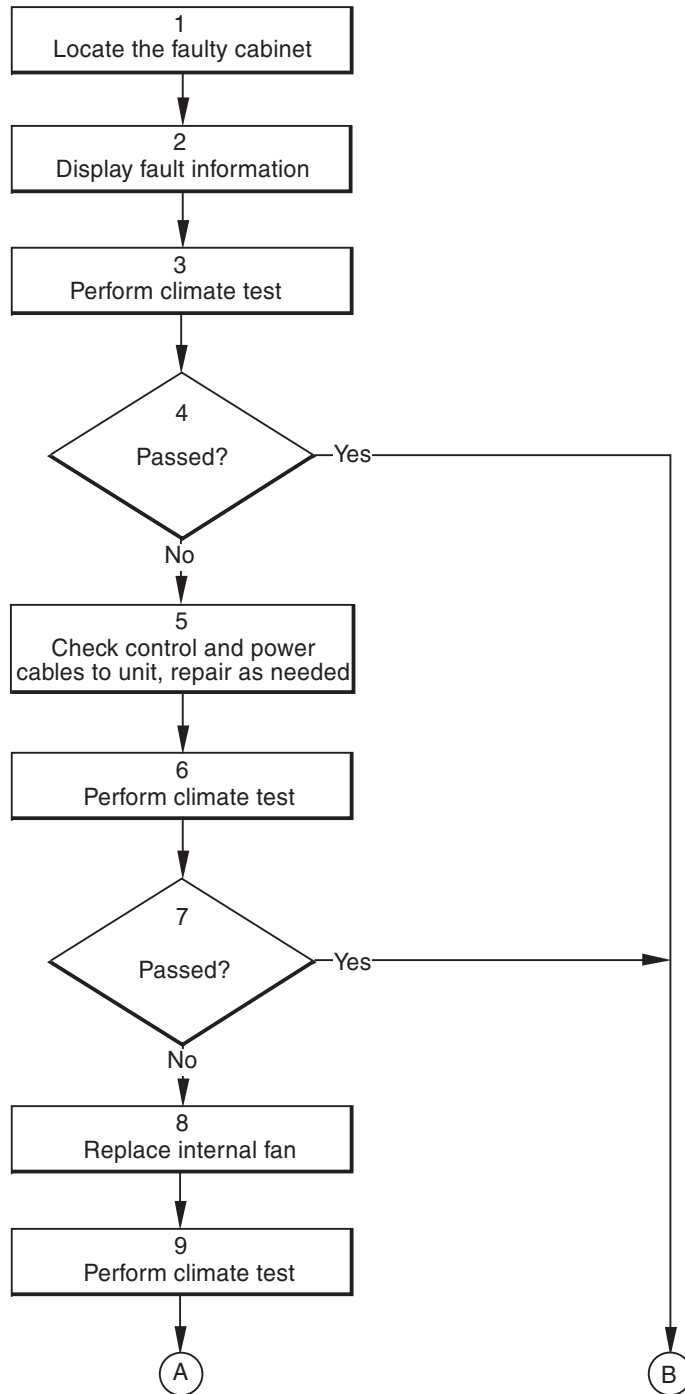 1
Locate the faulty cabinet
2
Display fault information
3
Perform climate test
4
Passed?
Yes
No
5
Check control and power
cables to unit, repair as needed
6
Perform climate test
7
Passed?
Yes
No
8
Replace internal fan
9
Perform climate test
A
B